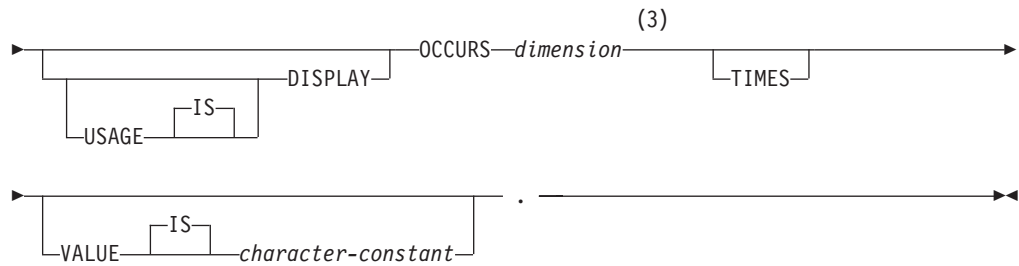 (3)
OCCURS dimension
DISPLAY TIMES
IS
USAGE
.
IS
VALUE character-constant